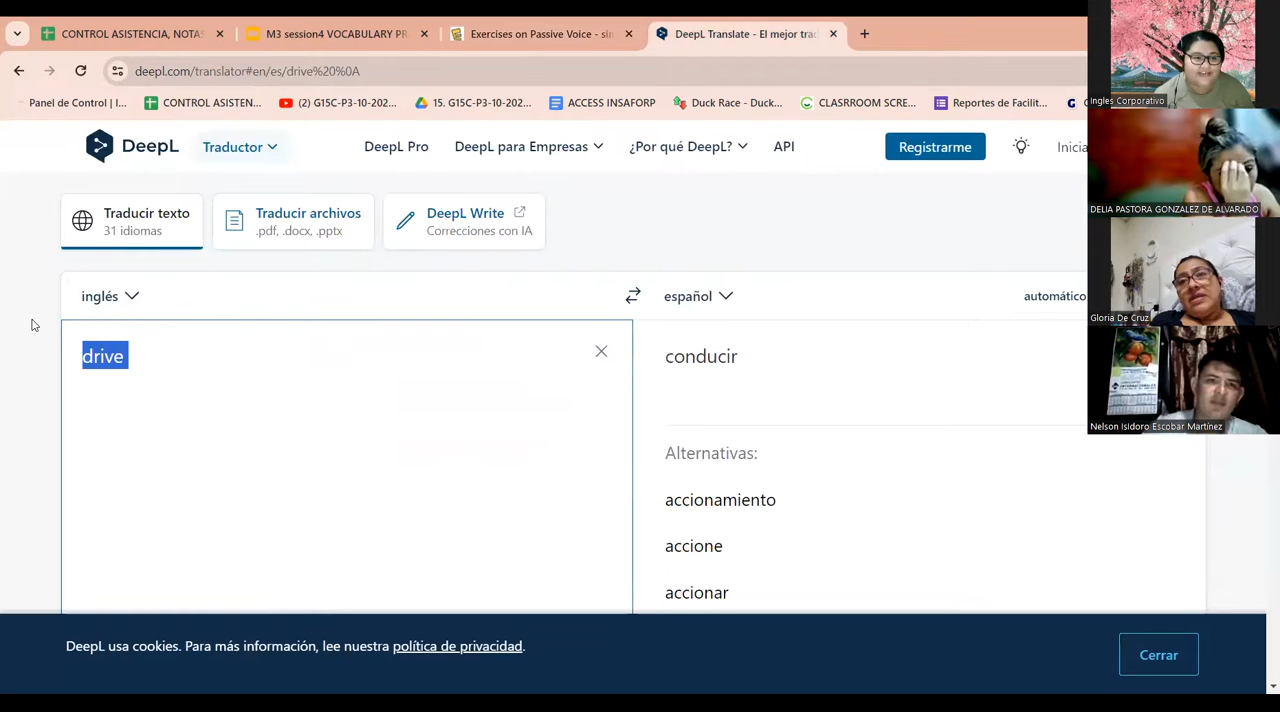 CONTROL ASISTENCIA, NOTAS
M3 session4 VOCABULARY PR
Exercises on Passive Voice - sin
DeepL Translate - El mejor trad
deepl.com/translator#en/es/drive%20%0A
Panel de Control | I...
CONTROL ASISTEN...
(2) G15C-P3-10-202...
15. G15C-P3-10-202...
ACCESS INSAFORP
Duck Race - Duck...
CLASRROOM SCRE...
Reportes de Facilit...
DeepL
Traductor
DeepL Pro
DeepL para Empresas
¿Por qué DeepL?
API
Registrarme
Inicia
Traducir texto
31 idiomas
Traducir archivos
.pdf, .docx, .pptx
DeepL Write
Correcciones con IA
inglés
español
automático
drive
conducir
Alternativas:
accionamiento
accione
accionar
DeepL usa cookies. Para más información, lee nuestra política de privacidad.
Cerrar
Ingles Corporativo
DELIA PASTORA GONZALEZ DE ALVARADO
Gloria De Cruz
Nelson Isidoro Escobar Martínez